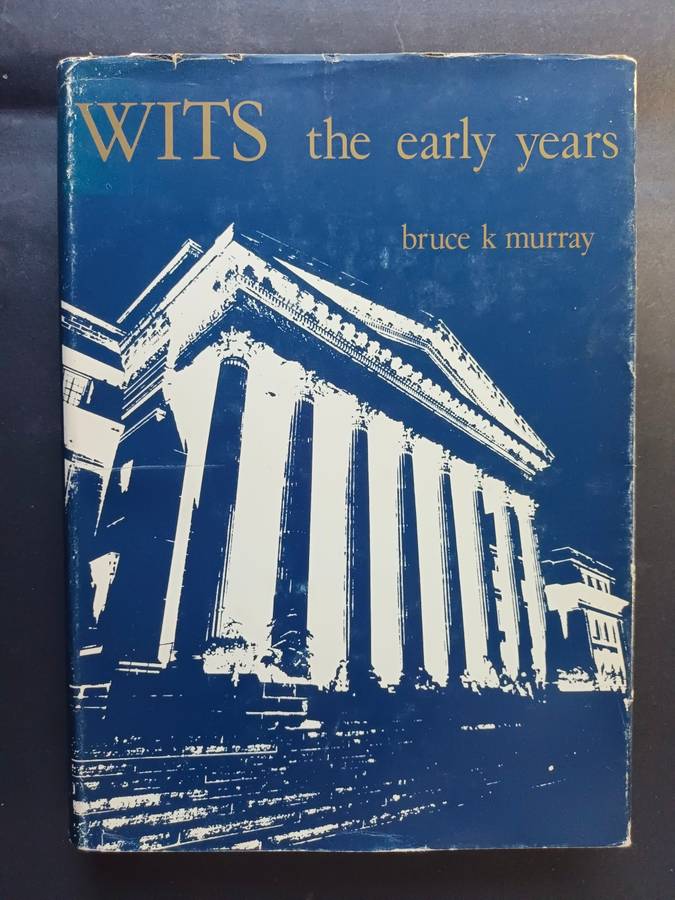 WITS the early years
bruce k murray